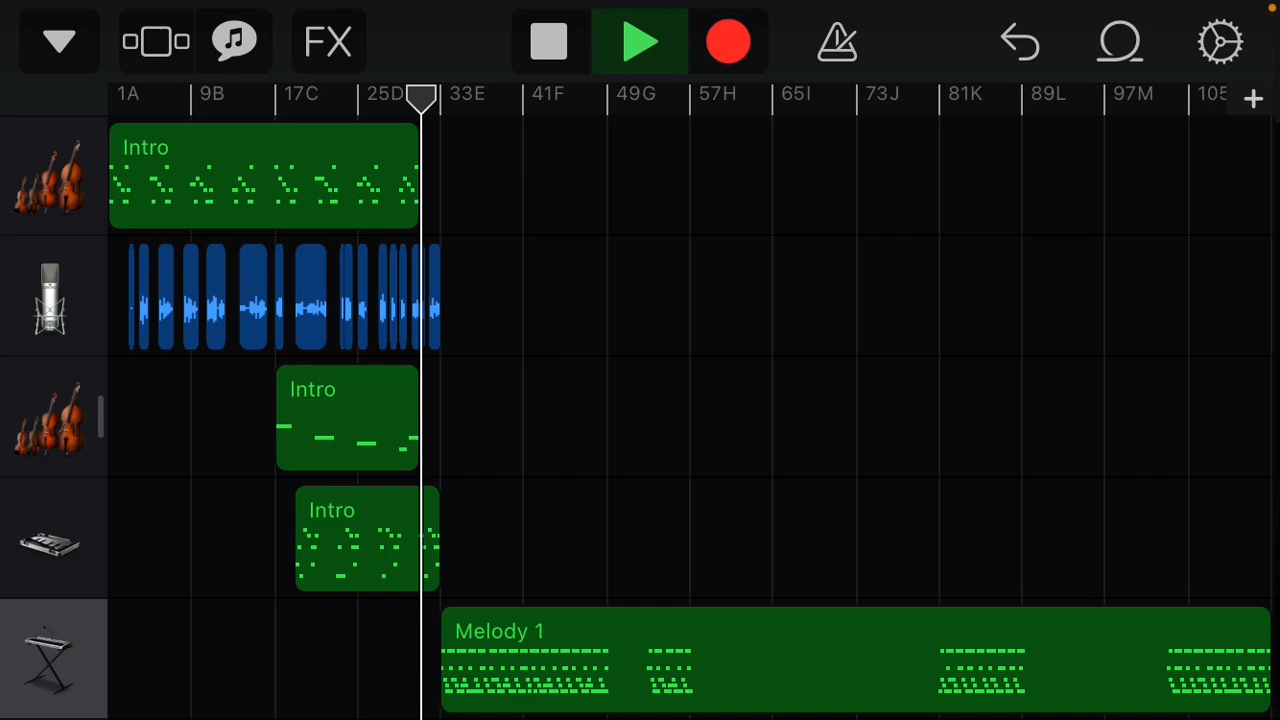 FX
1A 9B 17C 25D 33E 41F 49G 57H 65I 73J 81K 89L 97M 105
Intro
Intro
Intro
Melody 1